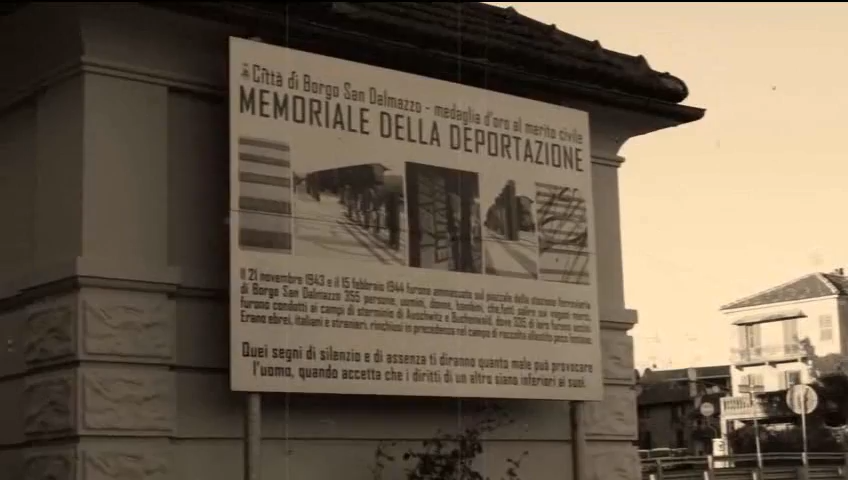 Città di Borgo San Dalmazzo - medaglia d'oro al merito civile
MEMORIALE DELLA DEPORTAZIONE
Il 21 novembre 1943 e il 15 febbraio 1944 furono ammassate sul piazzale della stazione ferroviaria
di Borgo San Dalmazzo 355 persone, uomini, donne, bambini, che, fatti salire sui vagoni merci,
furono condotti ai campi di sterminio di Auschwitz e Buchenwald, dove 335 di loro furono uccisi.
Erano ebrei, italiani e stranieri, rinchiusi in precedenza nel campo di raccolta allestito poco lontano.
Quei segni di silenzio e di assenza ti diranno quanto male può provocare
l'uomo, quando accetta che i diritti di un altro siano inferiori ai suoi.